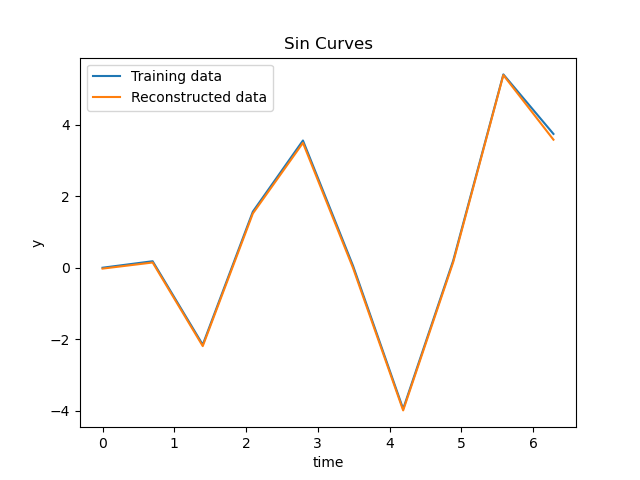 Sin Curves
Training data
Reconstructed data
4
2
0
−2
−4
y
0 1 2 3 4 5 6
time